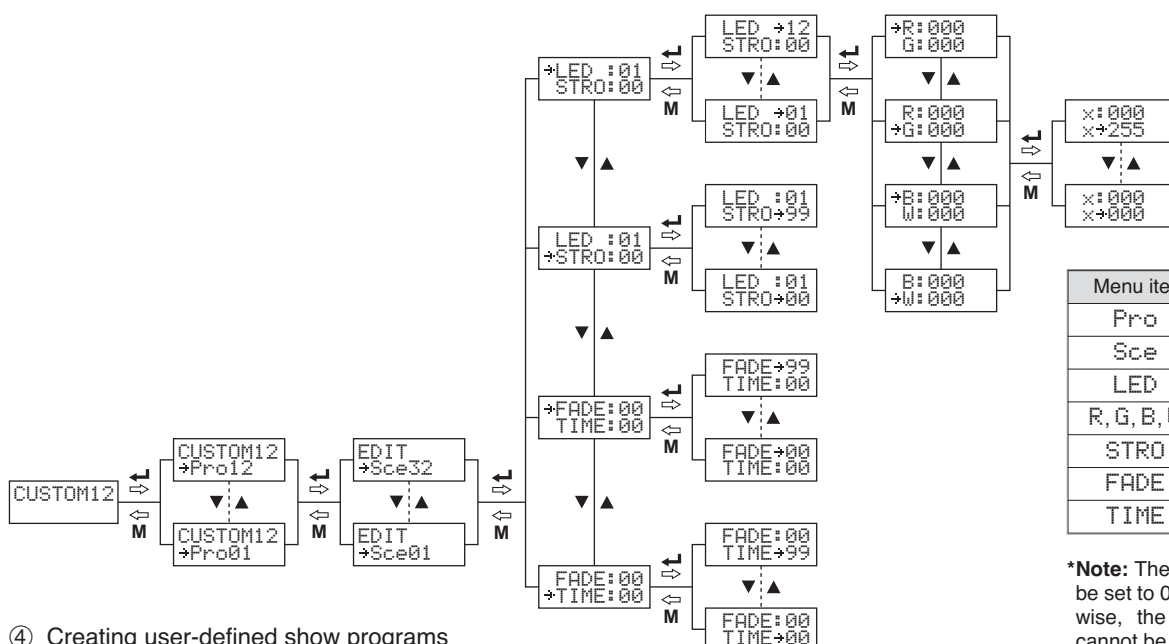 CUSTOM12
M
CUSTOM12
→Pro12
▼ ▲
CUSTOM12
→Pro01
M
EDIT
→Sce32
▼ ▲
EDIT
→Sce01
M
→LED :01
STRO:00
▼ ▲
LED :01
→STRO:00
▼ ▲
→FADE:00
TIME:00
▼ ▲
FADE:00
→TIME:00
M
LED →12
STRO:00
▼ ▲
LED →01
STRO:00
M
LED :01
STRO→99
▼ ▲
LED :01
STRO→00
M
FADE→99
TIME:00
▼ ▲
FADE→00
TIME:00
M
FADE:00
TIME→99
▼ ▲
FADE:00
TIME→00
M
→R:000
G:000
▼ ▲
R:000
→G:000
▼ ▲
→B:000
W:000
▼ ▲
B:000
→W:000
M
x:000
x→255
▼ ▲
x:000
x→000
Menu ite
Pro
Sce
LED
R,G,B,
STRO
FADE
TIME
*Note: The
be set to 0
wise, the
cannot be
④ Creating user-defined show programs